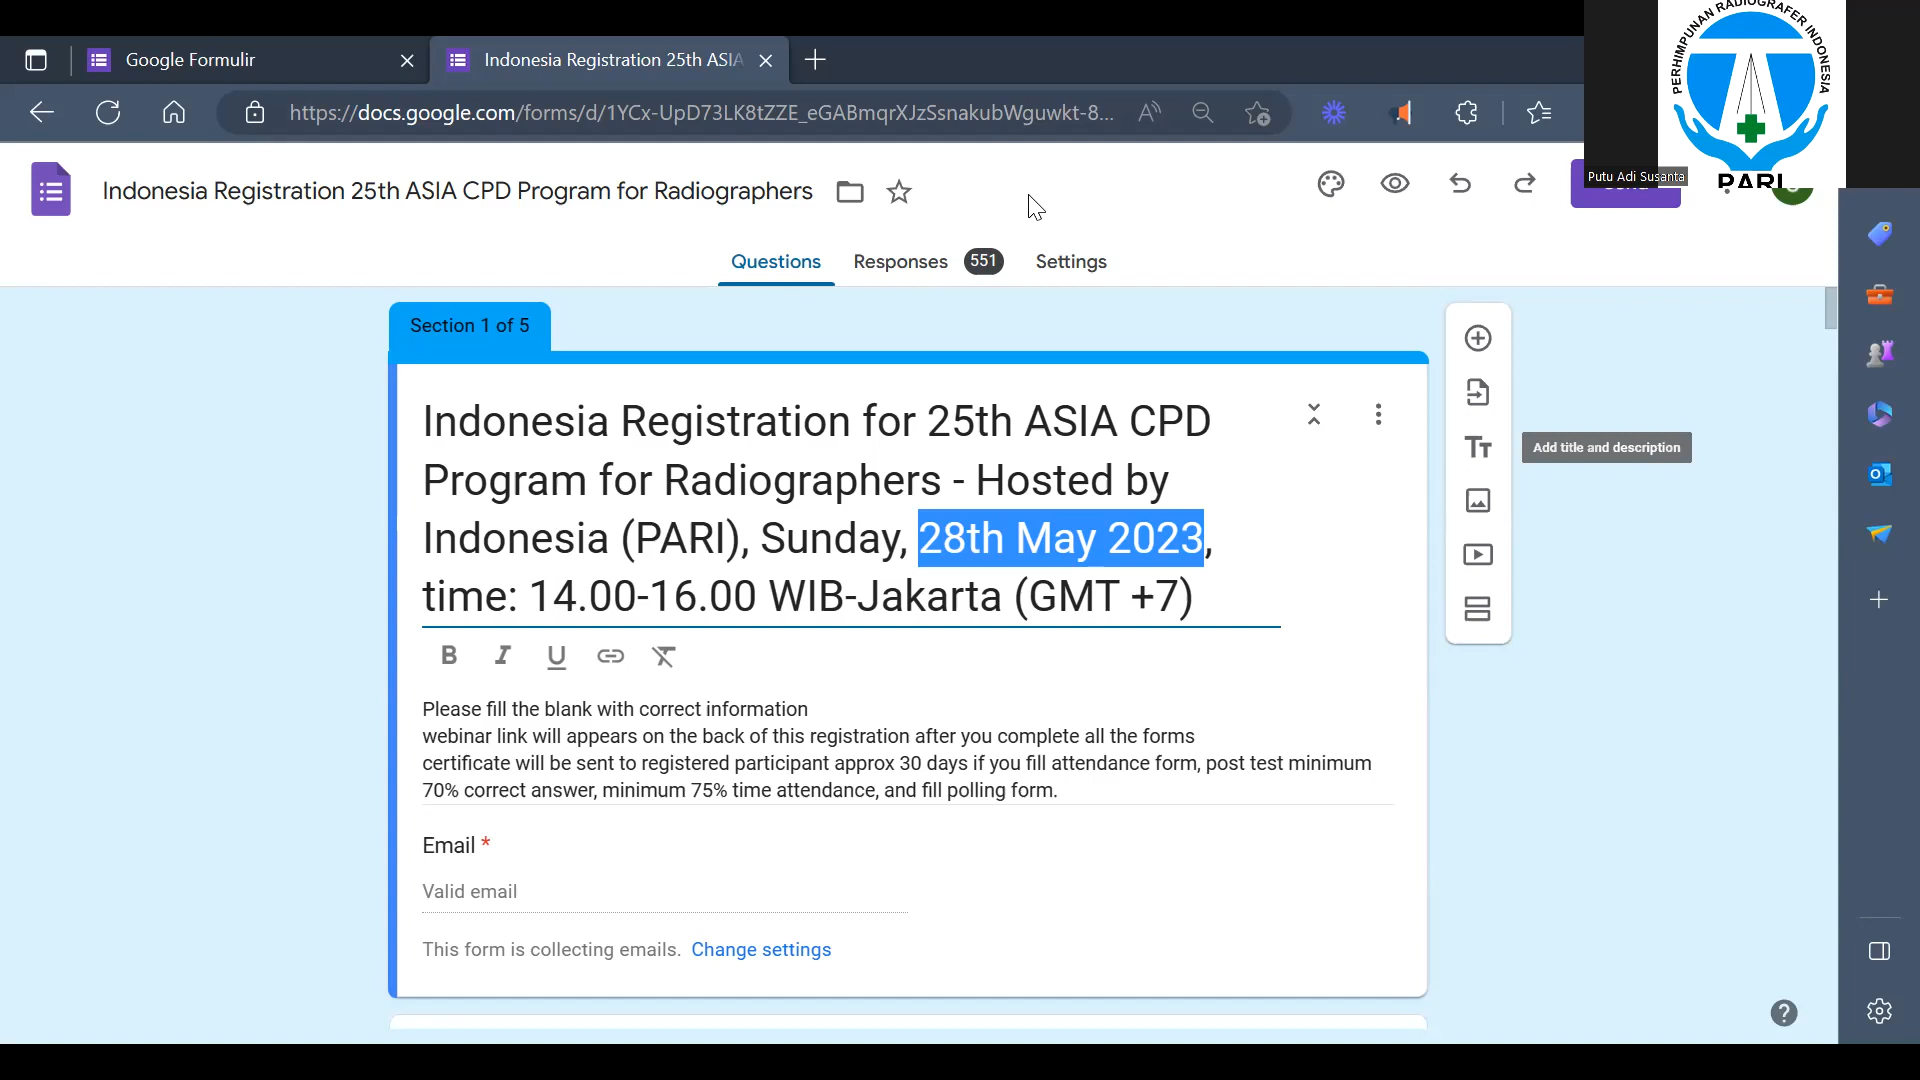 Google Formulir
Indonesia Registration 25th ASIA
https://docs.google.com/forms/d/1YCx-UpD73LK8tZZE_eGABmqrXJzSsnakubWguwkt-8...
PERHIMPUNAN RADIOGRAFER INDONESIA
PARI
Putu Adi Susanta
Indonesia Registration 25th ASIA CPD Program for Radiographers
Questions
Responses 551
Settings
Section 1 of 5
Indonesia Registration for 25th ASIA CPD
Program for Radiographers - Hosted by
Indonesia (PARI), Sunday, 28th May 2023,
time: 14.00-16.00 WIB-Jakarta (GMT +7)
Add title and description
B I U
Please fill the blank with correct information
webinar link will appears on the back of this registration after you complete all the forms
certificate will be sent to registered participant approx 30 days if you fill attendance form, post test minimum
70% correct answer, minimum 75% time attendance, and fill polling form.
Email *
Valid email
This form is collecting emails. Change settings